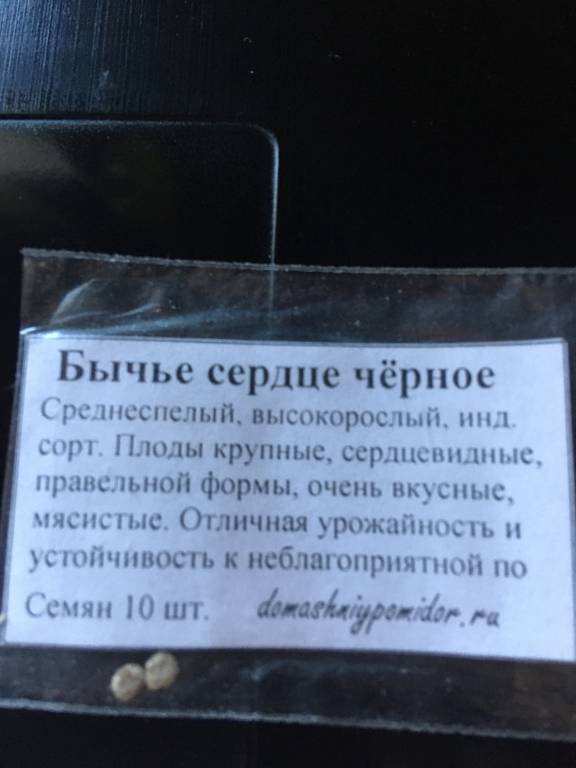 Бычье сердце чёрное
Среднеспелый, высокорослый, инд.
сорт. Плоды крупные, сердцевидные,
правельной формы, очень вкусные,
мясистые. Отличная урожайность и
устойчивость к неблагоприятной по
Семян 10 шт. domashniypomidor.ru